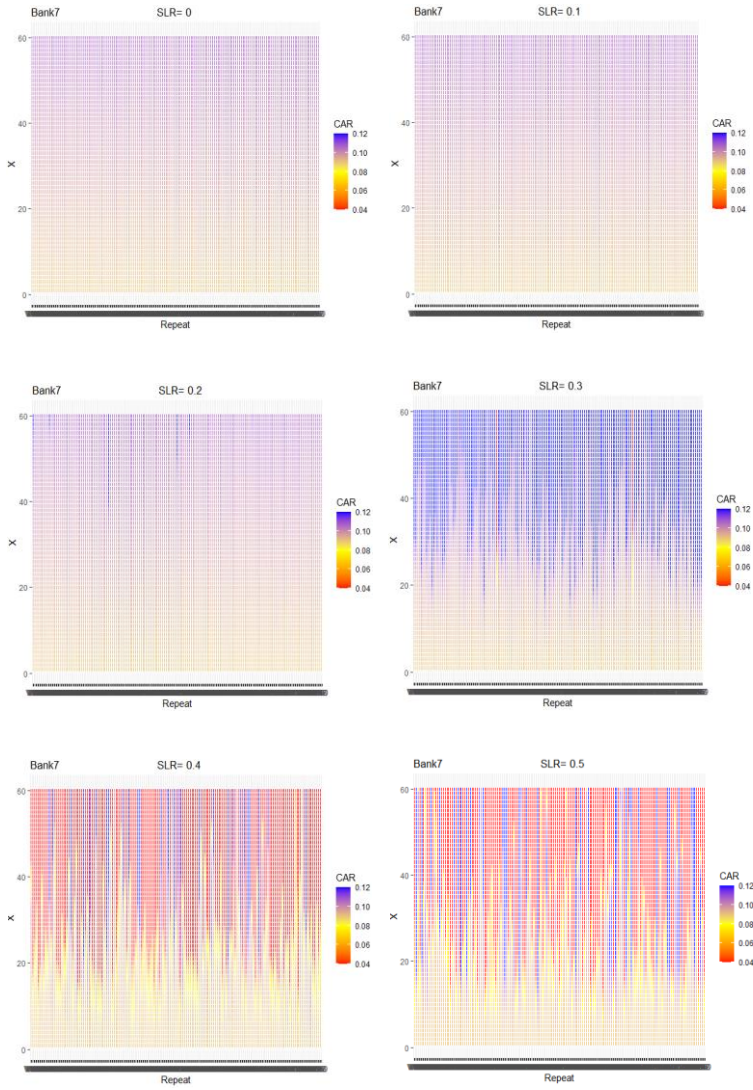 Bank7 SLR= 0
60
40
20
0
X
Repeat
CAR
0.12
0.10
0.08
0.06
0.04
Bank7 SLR= 0.1
60
40
20
0
X
Repeat
CAR
0.12
0.10
0.08
0.06
0.04
Bank7 SLR= 0.2
60
40
20
0
X
Repeat
CAR
0.12
0.10
0.08
0.06
0.04
Bank7 SLR= 0.3
60
40
20
0
X
Repeat
CAR
0.12
0.10
0.08
0.06
0.04
Bank7 SLR= 0.4
60
40
20
0
X
Repeat
CAR
0.12
0.10
0.08
0.06
0.04
Bank7 SLR= 0.5
60
40
20
0
X
Repeat
CAR
0.12
0.10
0.08
0.06
0.04